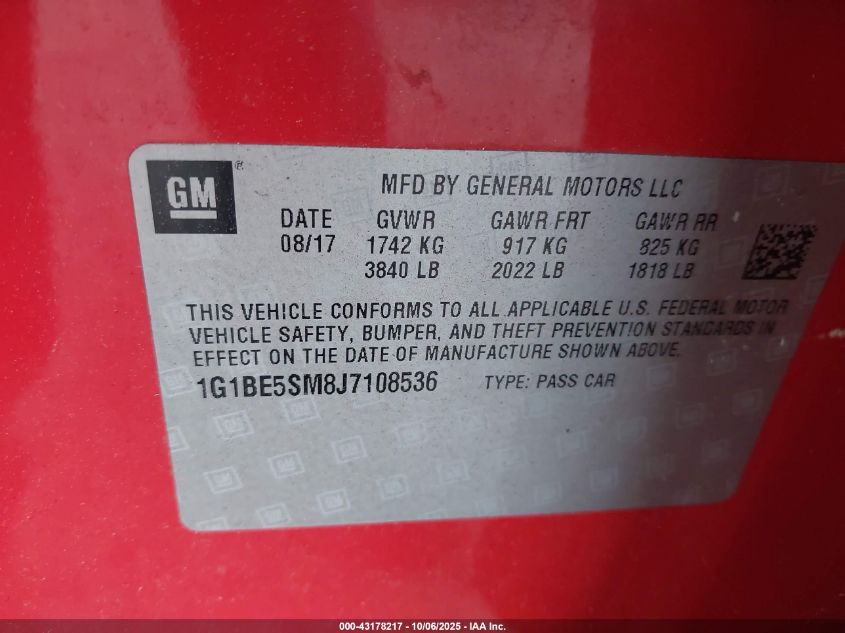 GM ®
MFD BY GENERAL MOTORS LLC
DATE GVWR GAWR FRT GAWR RR
08/17 1742 KG 917 KG 825 KG
3840 LB 2022 LB 1818 LB
THIS VEHICLE CONFORMS TO ALL APPLICABLE U.S. FEDERAL MOTOR
VEHICLE SAFETY, BUMPER, AND THEFT PREVENTION STANDARDS IN
EFFECT ON THE DATE OF MANUFACTURE SHOWN ABOVE.
1G1BE5SM8J7108536 TYPE: PASS CAR
000-43178217 - 10/06/2025 - IAA Inc.